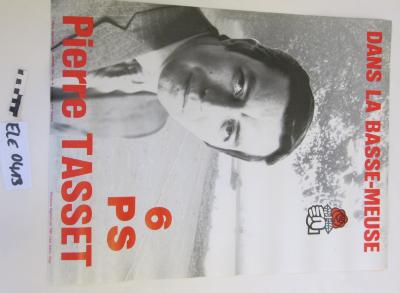 DANS LA BASSE-MEUSE
6
PS
Pierre TASSET
ELE 0413